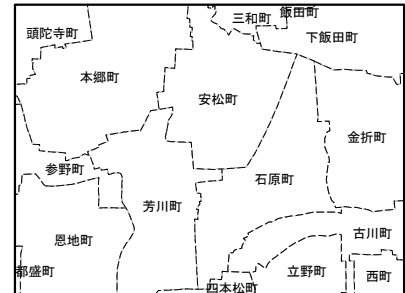 飯田町
三和町
頭陀寺町
下飯田町
本郷町
安松町
金折町
参野町
石原町
芳川町
恩地町
古川町
都盛町
立野町
西町
四本松町